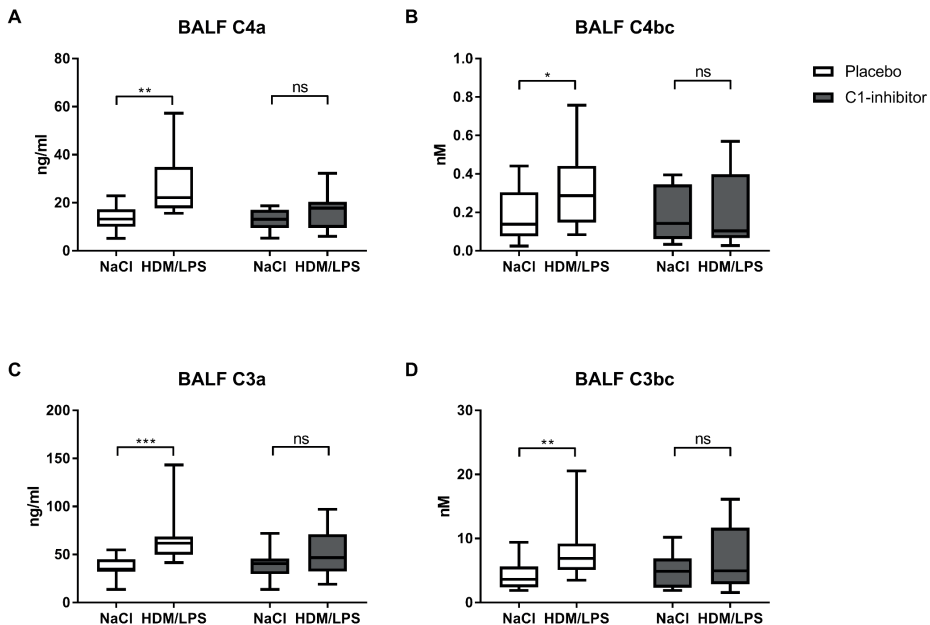 A
BALF C4a
80
60
40
20
0
ng/ml
**
ns
NaCl HDM/LPS NaCl HDM/LPS
B
BALF C4bc
1.0
0.8
0.6
0.4
0.2
0.0
nM
*
ns
NaCl HDM/LPS NaCl HDM/LPS
Placebo
C1-inhibitor
C
BALF C3a
200
150
100
50
0
ng/ml
***
ns
NaCl HDM/LPS NaCl HDM/LPS
D
BALF C3bc
30
20
10
0
nM
**
ns
NaCl HDM/LPS NaCl HDM/LPS